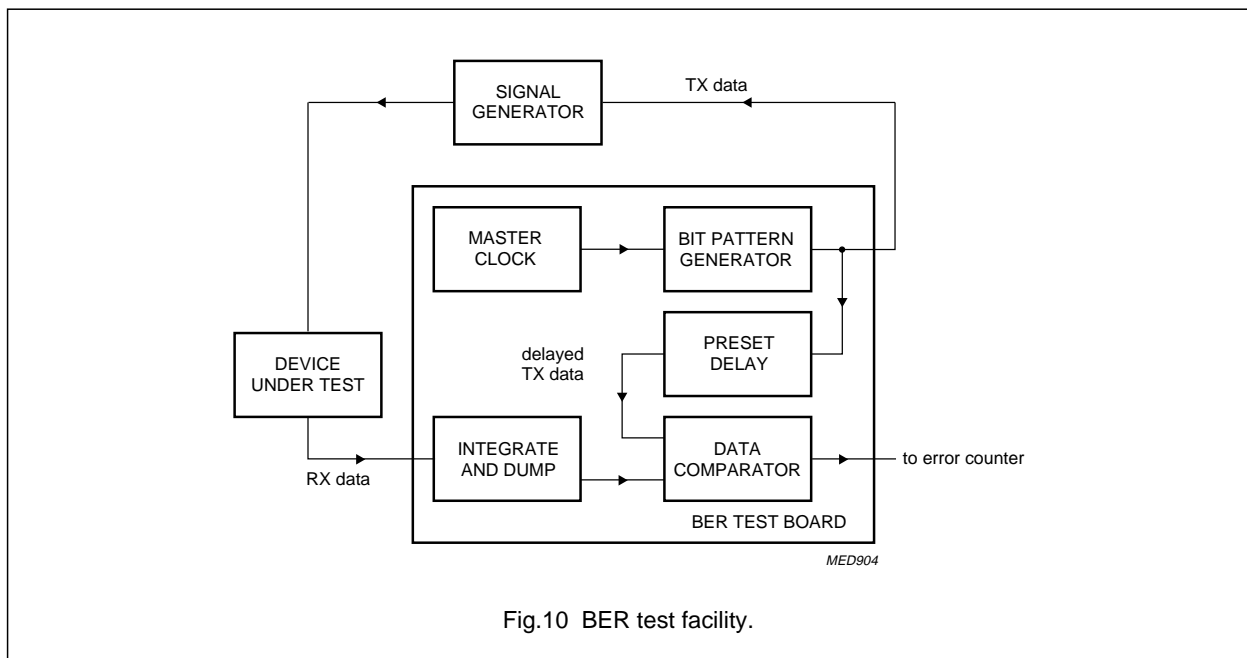 SIGNAL
GENERATOR
TX data
MASTER
CLOCK
BIT PATTERN
GENERATOR
DEVICE
UNDER TEST
delayed
TX data
PRESET
DELAY
RX data
INTEGRATE
AND DUMP
DATA
COMPARATOR
to error counter
BER TEST BOARD
MED904
Fig.10 BER test facility.